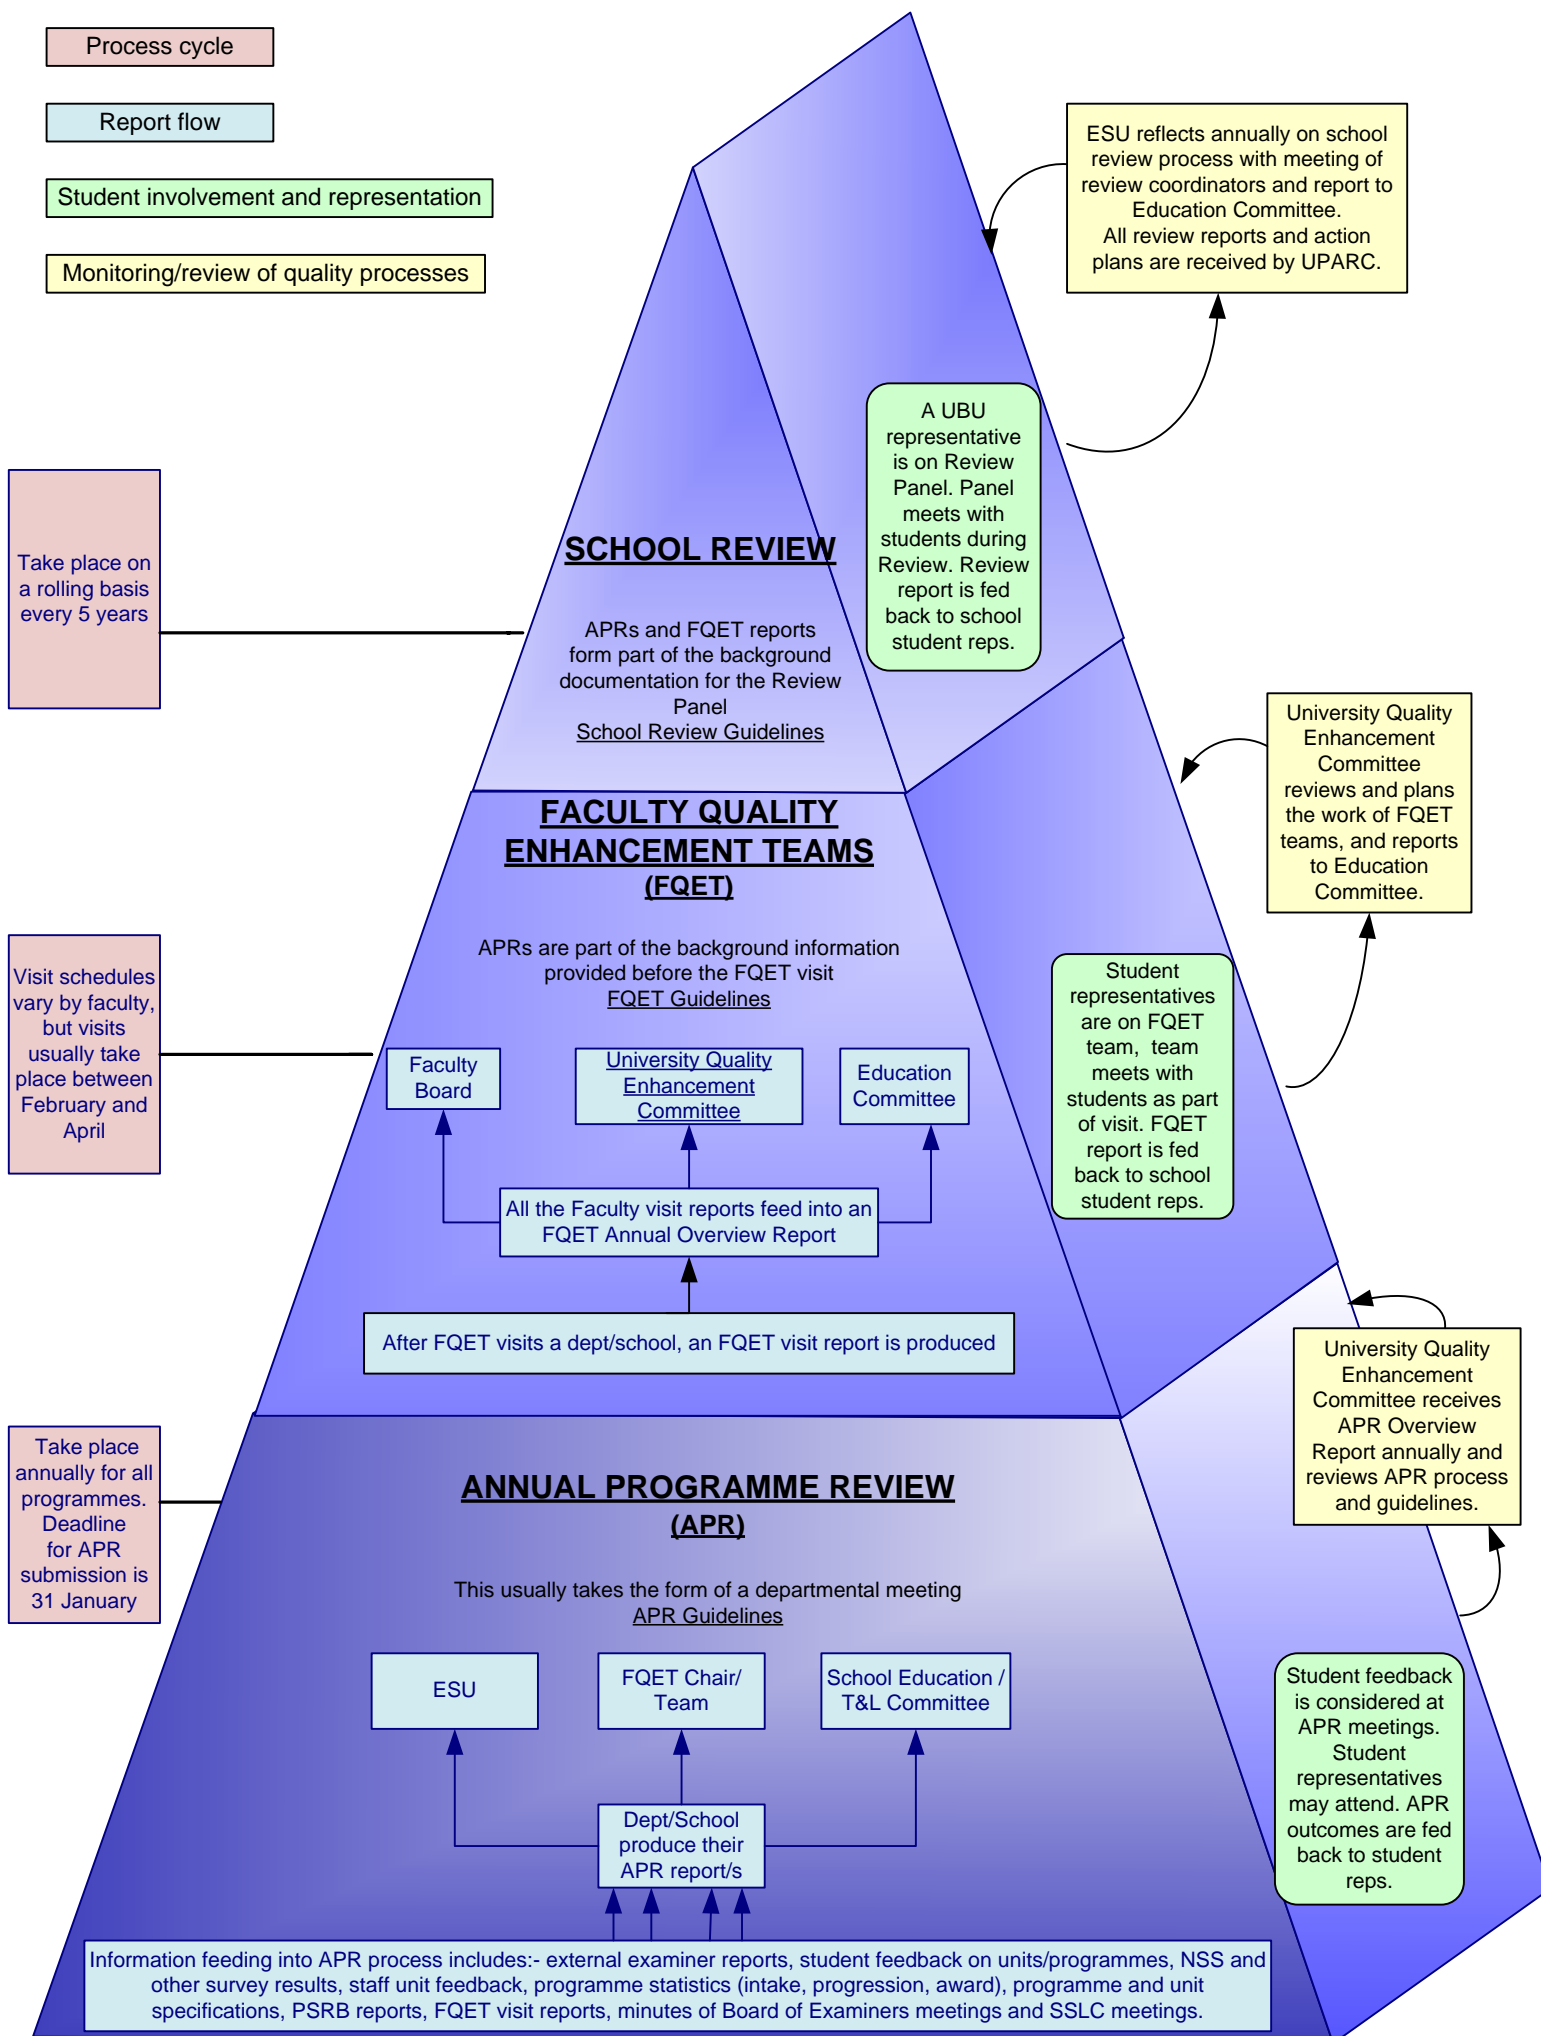 Process cycle
Report flow
Student involvement and representation
Monitoring/review of quality processes
ESU reflects annually on school
review process with meeting of
review coordinators and report to
Education Committee.
All review reports and action
plans are received by UPARC.
A UBU
representative
is on Review
Panel. Panel
meets with
students during
Review. Review
report is fed
back to school
student reps.
Take place on
a rolling basis
every 5 years
SCHOOL REVIEW
APRs and FQET reports
form part of the background
documentation for the Review
Panel
School Review Guidelines
University Quality
Enhancement
Committee
reviews and plans
the work of FQET
teams, and reports
to Education
Committee.
FACULTY QUALITY
ENHANCEMENT TEAMS
(FQET)
APRs are part of the background information
provided before the FQET visit
FQET Guidelines
Visit schedules
vary by faculty,
but visits
usually take
place between
February and
April
Faculty
Board
University Quality
Enhancement
Committee
Education
Committee
Student
representatives
are on FQET
team,  team
meets with
students as part
of visit. FQET
report is fed
back to school
student reps.
All the Faculty visit reports feed into an
FQET Annual Overview Report
After FQET visits a dept/school, an FQET visit report is produced
University Quality
Enhancement
Committee receives
APR Overview
Report annually and
reviews APR process
and guidelines.
Take place
annually for all
programmes.
Deadline
for APR
submission is
31 January
ANNUAL PROGRAMME REVIEW
(APR)
This usually takes the form of a departmental meeting
APR Guidelines
ESU
FQET Chair/
Team
School Education /
T&L Committee
Student feedback
is considered at
APR meetings.
Student
representatives
may attend. APR
outcomes are fed
back to student
reps.
Dept/School
produce their
APR report/s
Information feeding into APR process includes:- external examiner reports, student feedback on units/programmes, NSS and
other survey results, staff unit feedback, programme statistics (intake, progression, award), programme and unit
specifications, PSRB reports, FQET visit reports, minutes of Board of Examiners meetings and SSLC meetings.